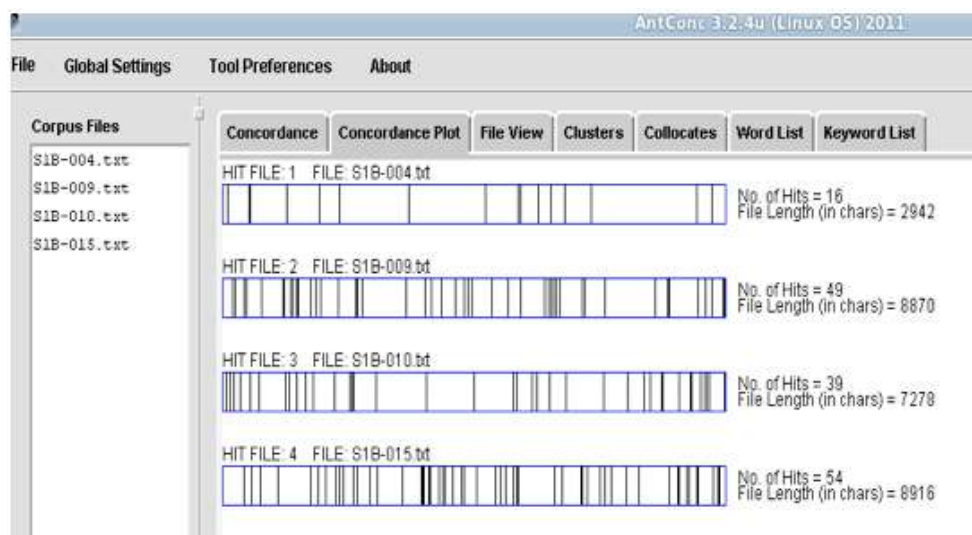 AntConc 3.2.4u (Linux OS) 2011
File Global Settings Tool Preferences About
Corpus Files
S1B-004.txt
S1B-009.txt
S1B-010.txt
S1B-015.txt
Concordance Concordance Plot File View Clusters Collocates Word List Keyword List
HIT FILE: 1 FILE: S1B-004.txt
No. of Hits = 16
File Length (in chars) = 2942
HIT FILE: 2 FILE: S1B-009.txt
No. of Hits = 49
File Length (in chars) = 8870
HIT FILE: 3 FILE: S1B-010.txt
No. of Hits = 39
File Length (in chars) = 7278
HIT FILE: 4 FILE: S1B-015.txt
No. of Hits = 54
File Length (in chars) = 8916